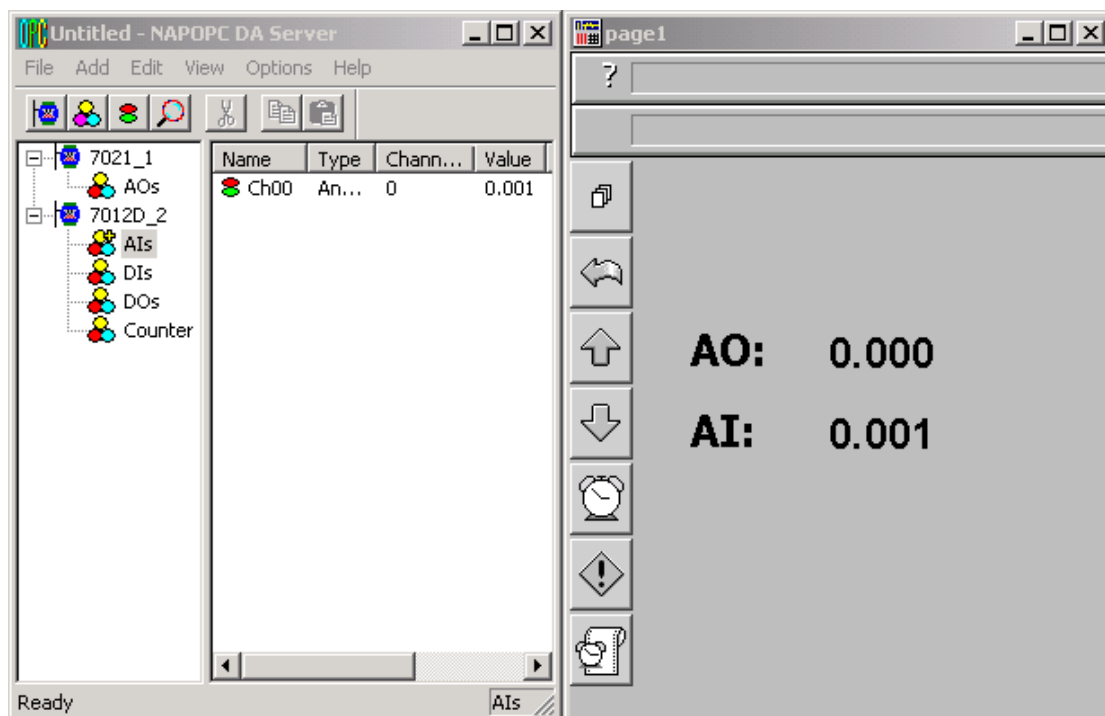 Untitled - NAPOPC DA Server
File Add Edit View Options Help
7021_1
AOs
7012D_2
AIs
DIs
DOs
Counter
Name Type Chann... Value
Ch00 An... 0 0.001
Ready AIs
page1
?
AO: 0.000
AI: 0.001